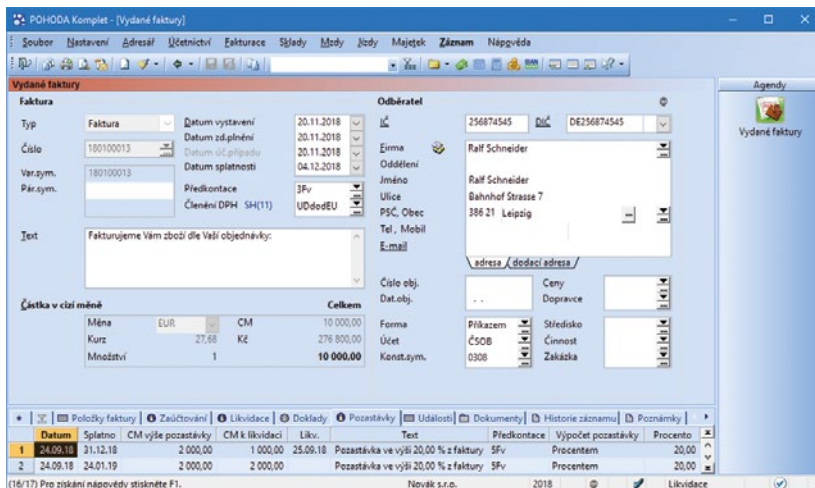 POHODA Komplet - [Vydané faktury]
Soubor Nastavení Adresář Účetnictví Fakturace Sklady Mzdy Jízdy Majetek Záznam Nápověda
Vydané faktury
Agendy
Vydané faktury
Faktura
Typ Faktura
Číslo 180100013
Var.sym. 180100013
Pár.sym.
Datum vystavení 20.11.2018
Datum zd.plnění 20.11.2018
Datum úč.případu 20.11.2018
Datum splatnosti 04.12.2018
Předkontace 3Fv
Členění DPH SH(11) UDdodEU
Text Fakturujeme Vám zboží dle Vaší objednávky:
Částka v cizí měně Celkem
Měna EUR CM 10 000,00
Kurz 27,68 Kč 276 800,00
Množství 1 10 000.00
Odběratel
IČ 256874545 DIČ DE256874545
Firma Ralf Schneider
Oddělení
Jméno Ralf Schneider
Ulice Bahnhof Strasse 7
PSČ, Obec 386 21 Leipzig
Tel , Mobil
E-mail
adresa dodací adresa
Číslo obj. Ceny
Dat.obj. . . Dopravce
Forma Příkazem Středisko
Účet ČSOB Činnost
Konst.sym. 0308 Zakázka
Položky faktury Zaúčtování Likvidace Doklady Pozastávky Události Dokumenty Historie záznamu Poznámky
Datum Splatno CM výše pozastávky CM k likvidaci Likv. Text Předkontace Výpočet pozastávky Procento
1 24.09.18 31.12.18 2 000,00 1 000,00 25.09.18 Pozastávka ve výši 20,00 % z faktury 5Fv Procentem 20,00
2 24.09.18 24.01.19 2 000,00 2 000,00 Pozastávka ve výši 20,00 % z faktury 5Fv Procentem 20,00
(16/17) Pro získání nápovědy stiskněte F1. Novák s.r.o. 2018 @ Likvidace